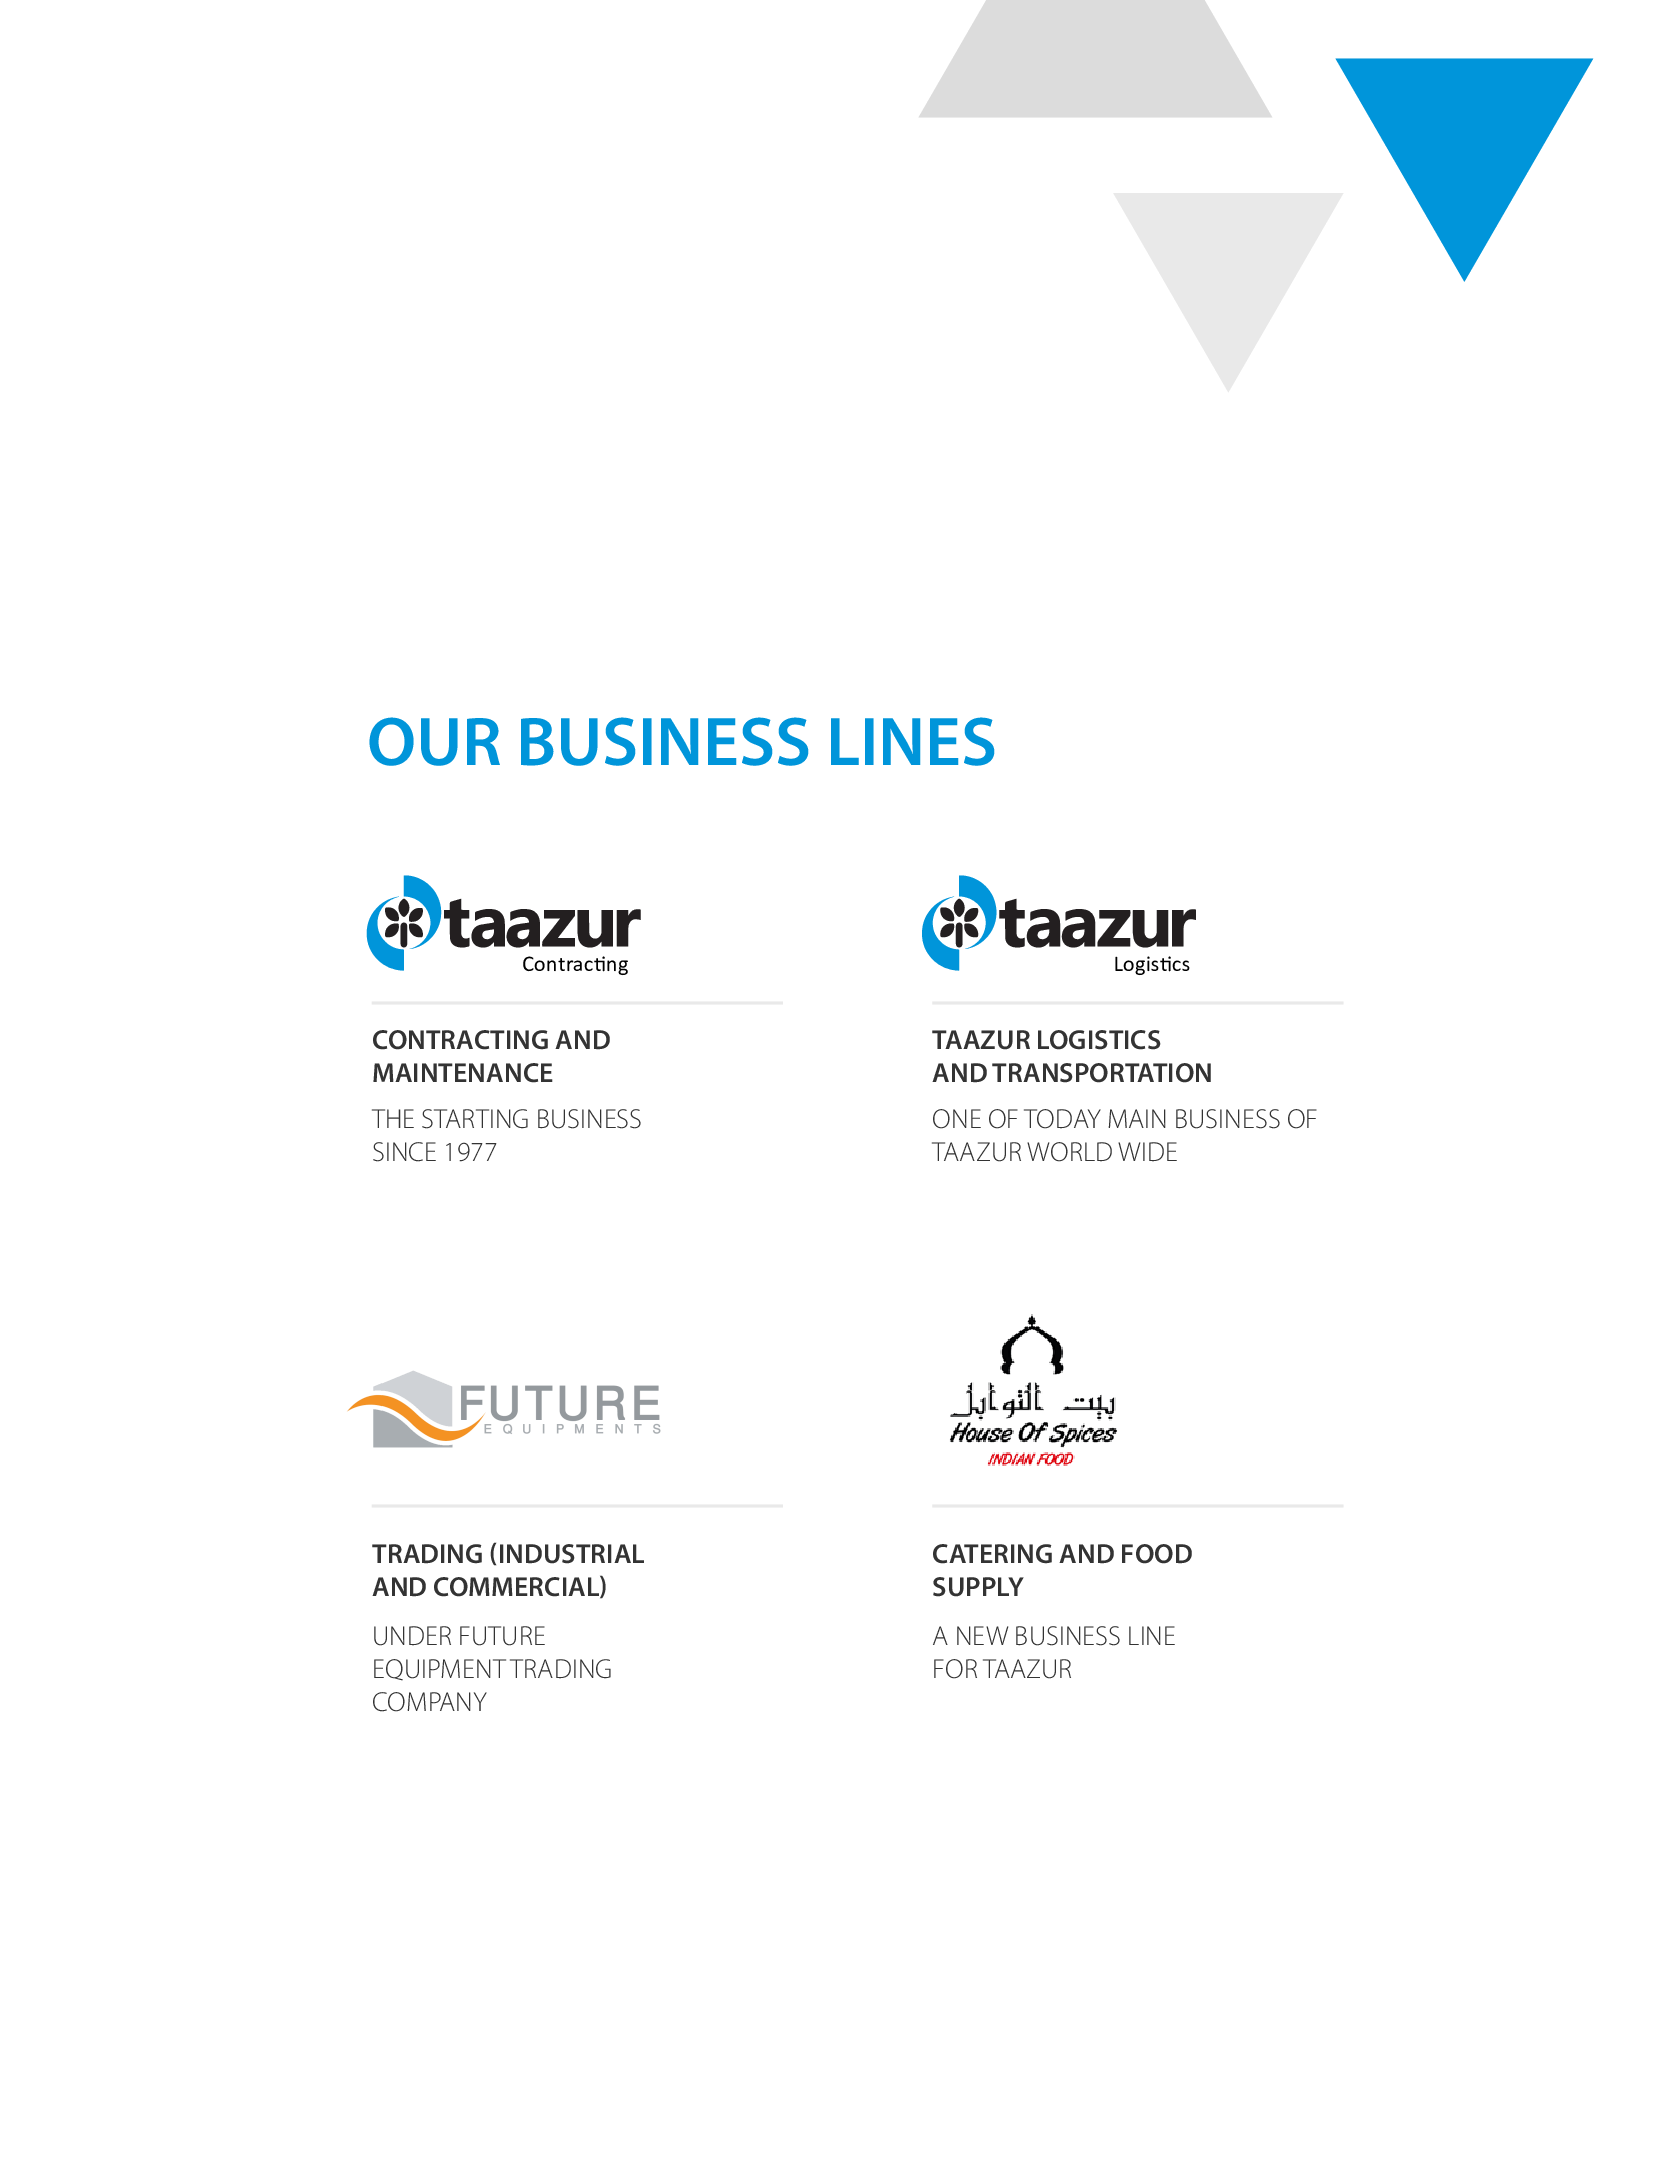 OUR BUSINESS LINES
taazur
Contracting
CONTRACTING AND
MAINTENANCE
THE STARTING BUSINESS
SINCE 1977
taazur
Logistics
TAAZUR LOGISTICS
AND TRANSPORTATION
ONE OF TODAY MAIN BUSINESS OF
TAAZUR WORLD WIDE
FUTURE
EQUIPMENTS
TRADING (INDUSTRIAL
AND COMMERCIAL)
UNDER FUTURE
EQUIPMENT TRADING
COMPANY
بيت التوابل
House Of Spices
INDIAN FOOD
CATERING AND FOOD
SUPPLY
A NEW BUSINESS LINE
FOR TAAZUR